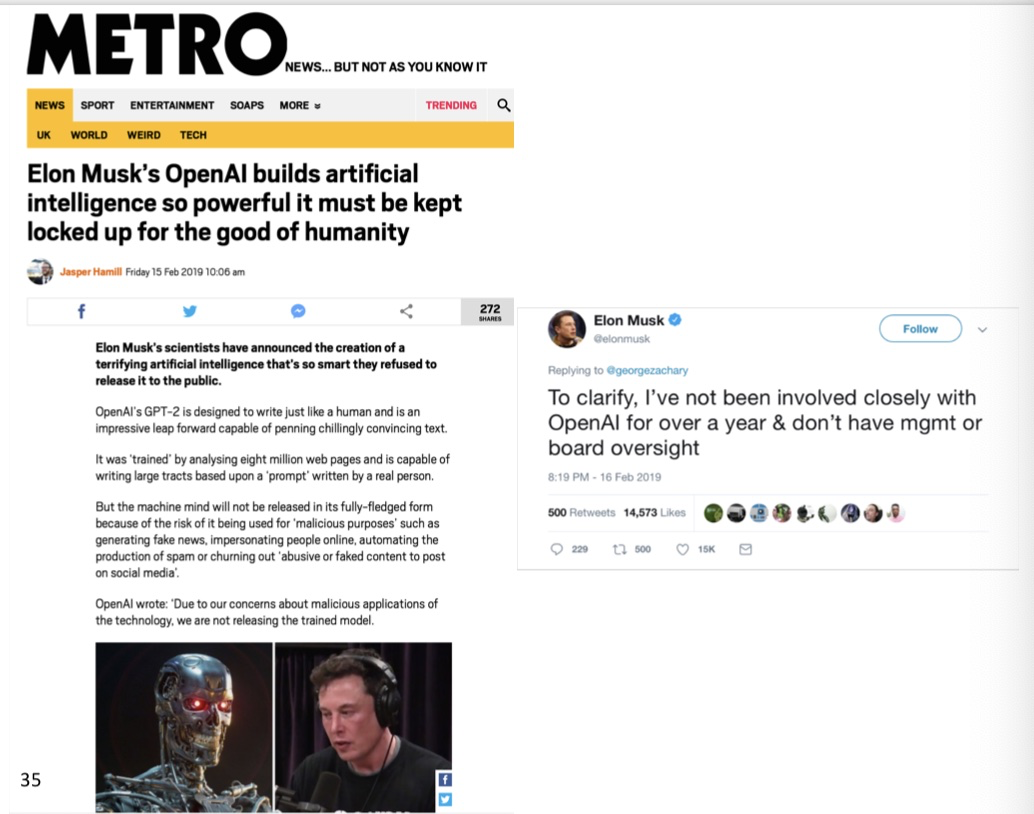 METRO
NEWS... BUT NOT AS YOU KNOW IT
NEWS SPORT ENTERTAINMENT SOAPS MORE TRENDING
UK WORLD WEIRD TECH
Elon Musk's OpenAI builds artificial
intelligence so powerful it must be kept
locked up for the good of humanity
Jasper Hamill Friday 15 Feb 2019 10:06 am
272
SHARES
Elon Musk's scientists have announced the creation of a
terrifying artificial intelligence that's so smart they refused to
release it to the public.
OpenAI's GPT-2 is designed to write just like a human and is an
impressive leap forward capable of penning chillingly convincing text.
It was 'trained' by analysing eight million web pages and is capable of
writing large tracts based upon a 'prompt' written by a real person.
But the machine mind will not be released in its fully-fledged form
because of the risk of it being used for 'malicious purposes' such as
generating fake news, impersonating people online, automating the
production of spam or churning out 'abusive or faked content to post
on social media'.
OpenAI wrote: 'Due to our concerns about malicious applications of
the technology, we are not releasing the trained model.
35
Elon Musk
@elonmusk
Follow
Replying to @georgezachary
To clarify, I've not been involved closely with
OpenAI for over a year & don't have mgmt or
board oversight
8:19 PM - 16 Feb 2019
500 Retweets 14,573 Likes
229 500 15K